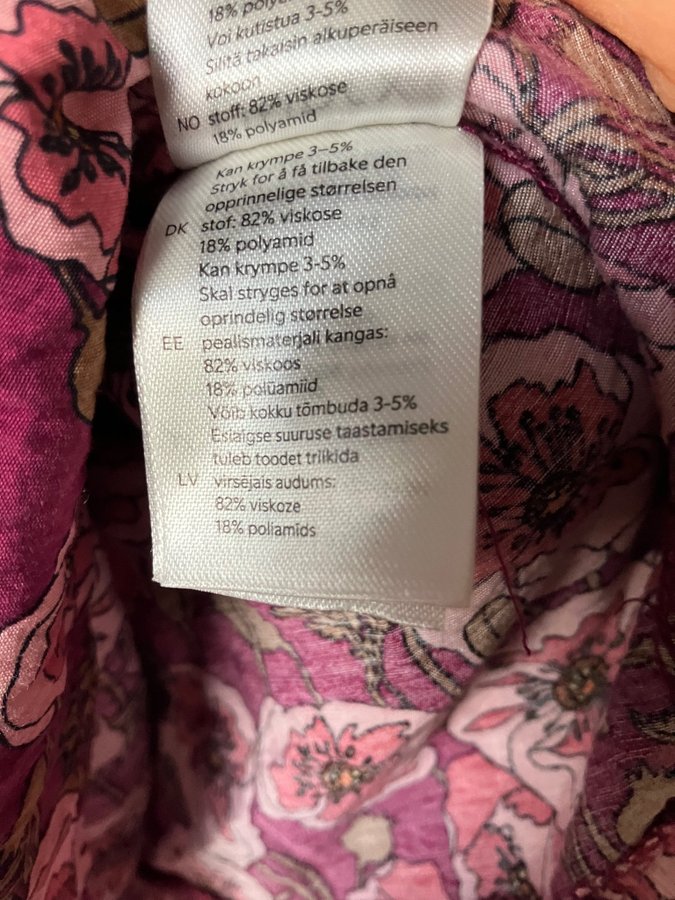 18% poly
Voi kutistua 3-5%
Silitä takaisin alkuperäiseen
kokoon
NO stoff: 82% viskose
18% polyamid
Kan krympe 3-5%
Stryk for å få tilbake den
opprinnelige størrelsen
DK stof: 82% viskose
18% polyamid
Kan krympe 3-5%
Skal stryges for at opnå
oprindelig størrelse
EE pealismaterjali kangas:
82% viskoos
18% polüamiid
Võib kokku tõmbuda 3-5%
Eslaigse suuruse taastamiseks
tuleb toodet triikida
LV virsējais audums:
82% viskoze
18% poliamīds